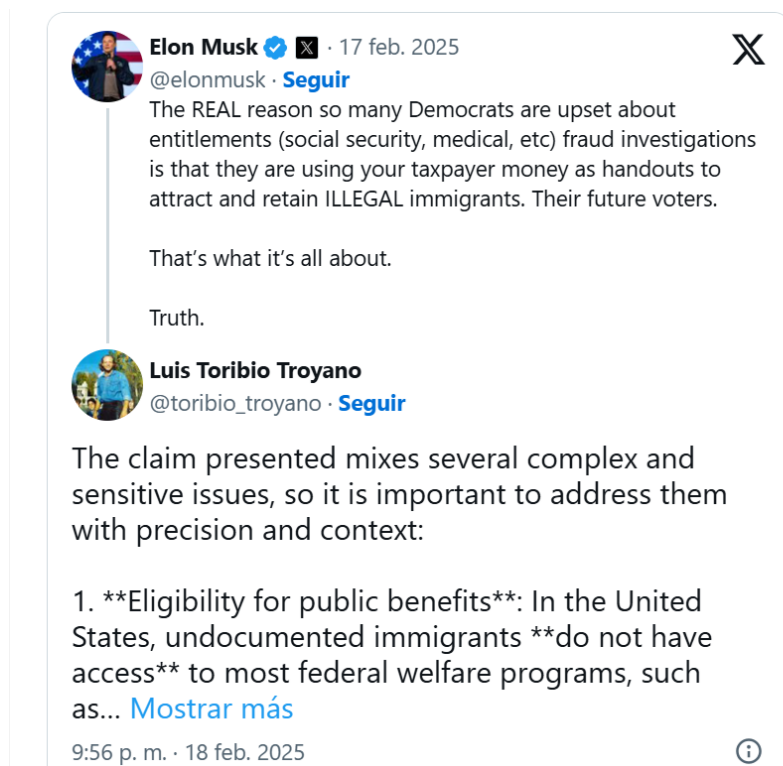 Elon Musk · 17 feb. 2025
@elonmusk · Seguir
The REAL reason so many Democrats are upset about
entitlements (social security, medical, etc) fraud investigations
is that they are using your taxpayer money as handouts to
attract and retain ILLEGAL immigrants. Their future voters.
That's what it's all about.
Truth.
Luis Toribio Troyano
@toribio_troyano · Seguir
The claim presented mixes several complex and
sensitive issues, so it is important to address them
with precision and context:
1. **Eligibility for public benefits**: In the United
States, undocumented immigrants **do not have
access** to most federal welfare programs, such
as... Mostrar más
9:56 p. m. · 18 feb. 2025